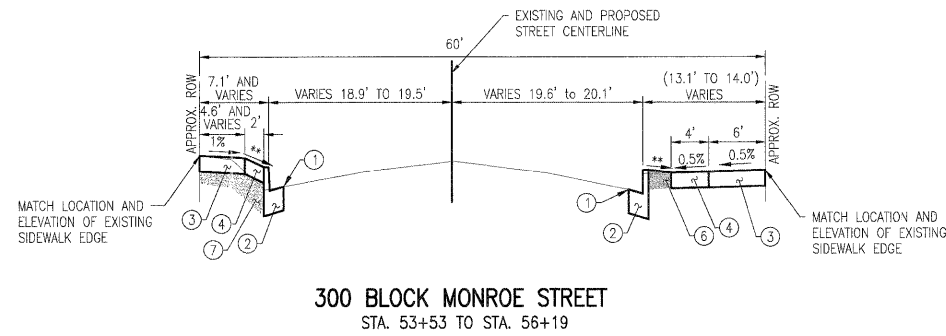 EXISTING AND PROPOSED
STREET CENTERLINE
60'
APPROX. ROW
7.1' AND
VARIES
VARIES 18.9' TO 19.5'
VARIES 19.6' to 20.1'
(13.1' TO 14.0')
VARIES
APPROX. ROW
4.6' AND
VARIES
2'
4'
6'
1%
**
**
0.5%
0.5%
1
1
MATCH LOCATION AND
ELEVATION OF EXISTING
SIDEWALK EDGE
3
4
7
2
2
6
4
3
MATCH LOCATION AND
ELEVATION OF EXISTING
SIDEWALK EDGE
300 BLOCK MONROE STREET
STA. 53+53 TO STA. 56+19